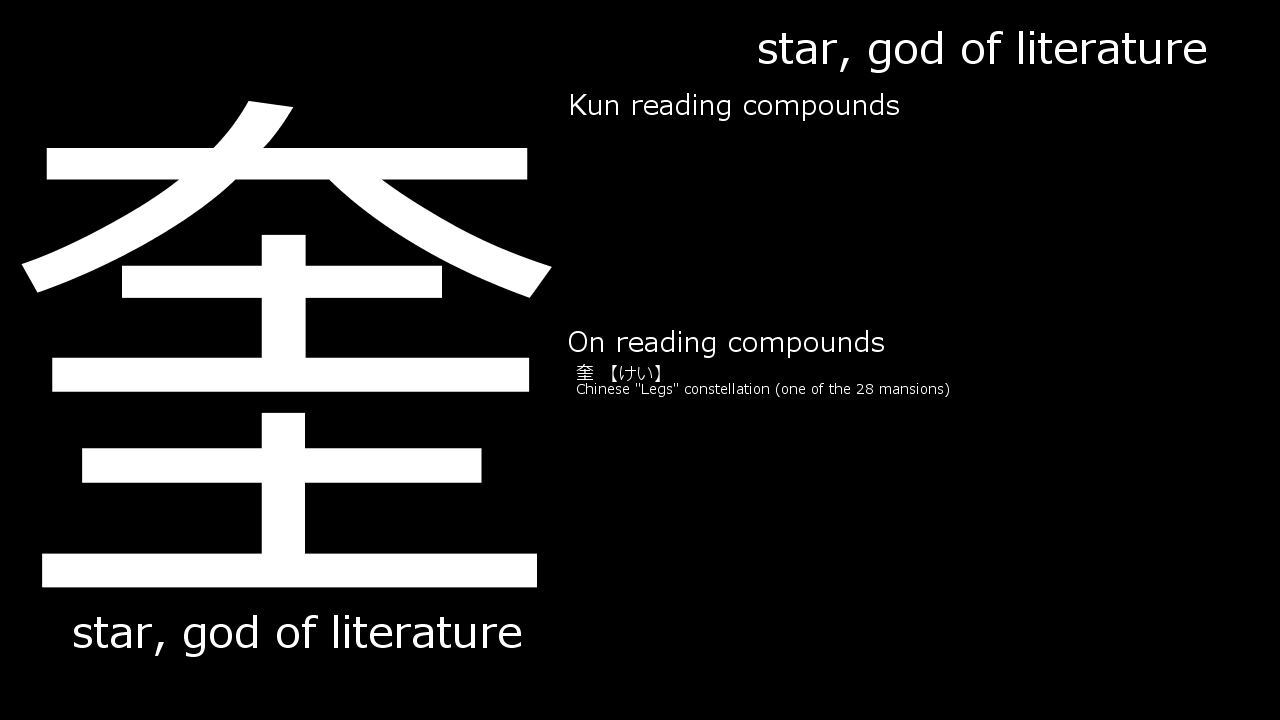 star, god of literature
奎
Kun reading compounds
On reading compounds
奎 【けい】
Chinese "Legs" constellation (one of the 28 mansions)
star, god of literature